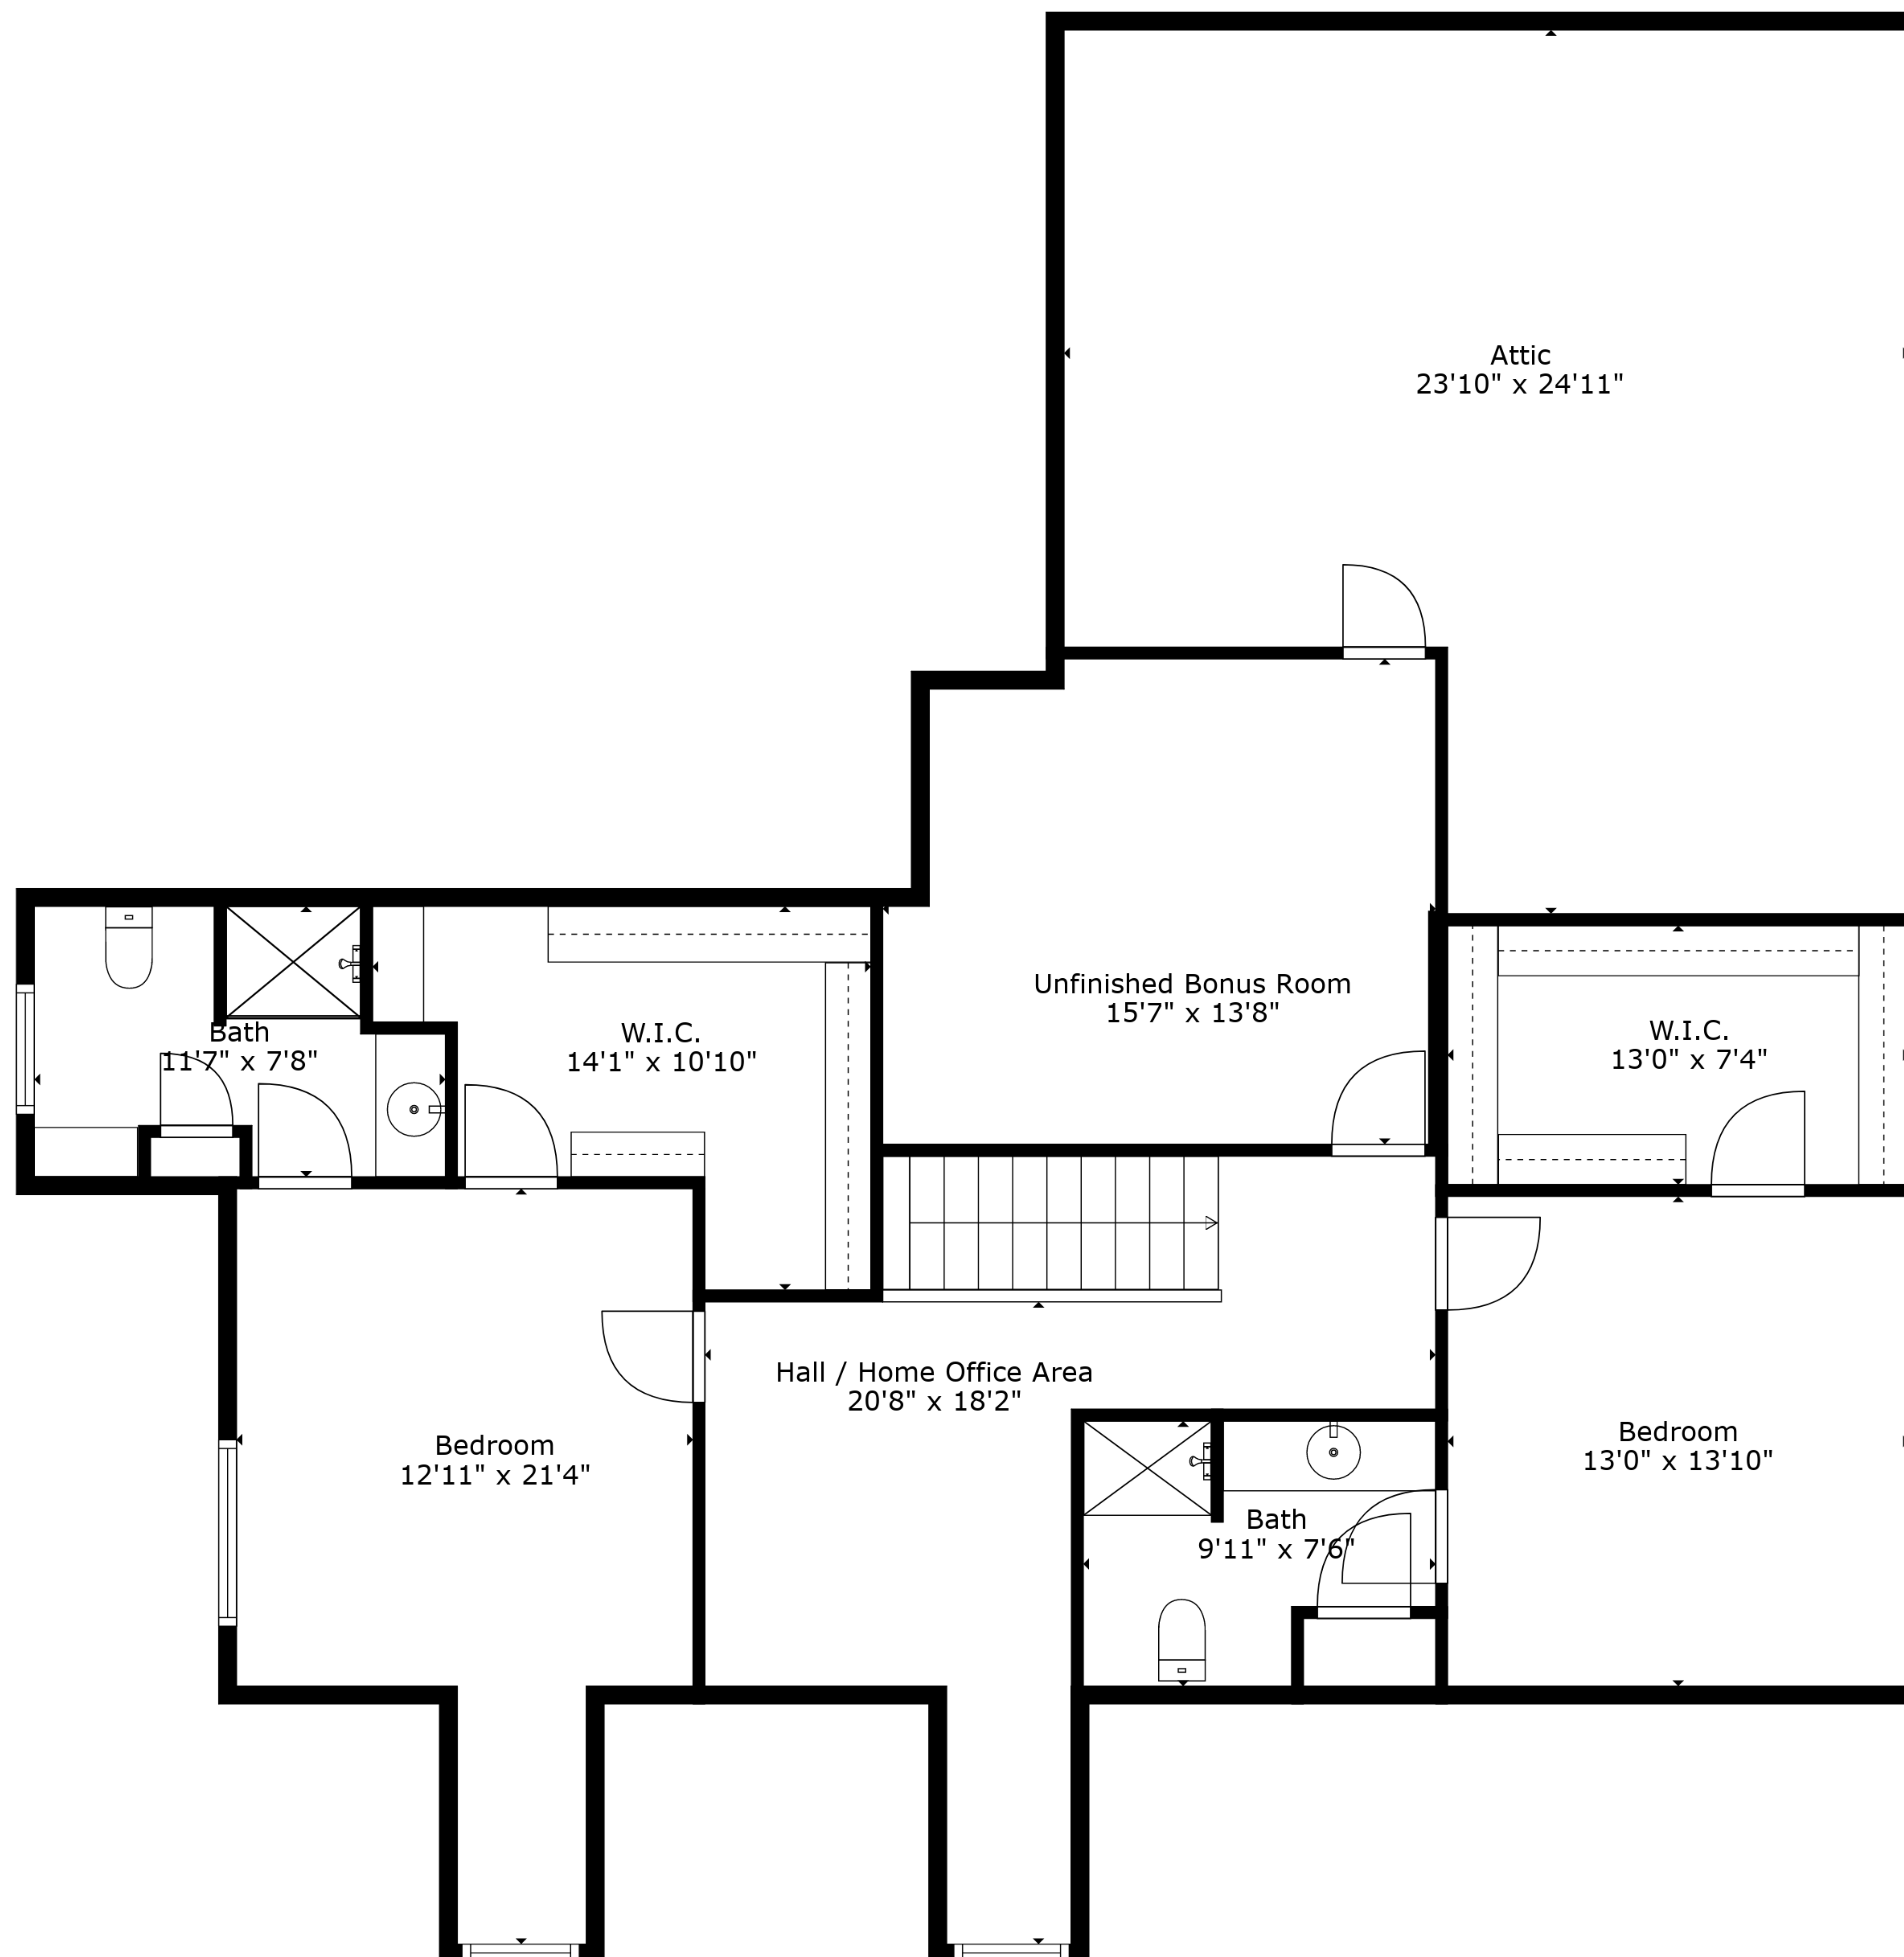 Attic
23'10" x 24'11"
Unfinished Bonus Room
15'7" x 13'8"
Bath
11'7" x 7'8"
W.I.C.
14'1" x 10'10"
W.I.C.
13'0" x 7'4"
Hall / Home Office Area
20'8" x 18'2"
Bedroom
12'11" x 21'4"
Bedroom
13'0" x 13'10"
Bath
9'11" x 7'6"